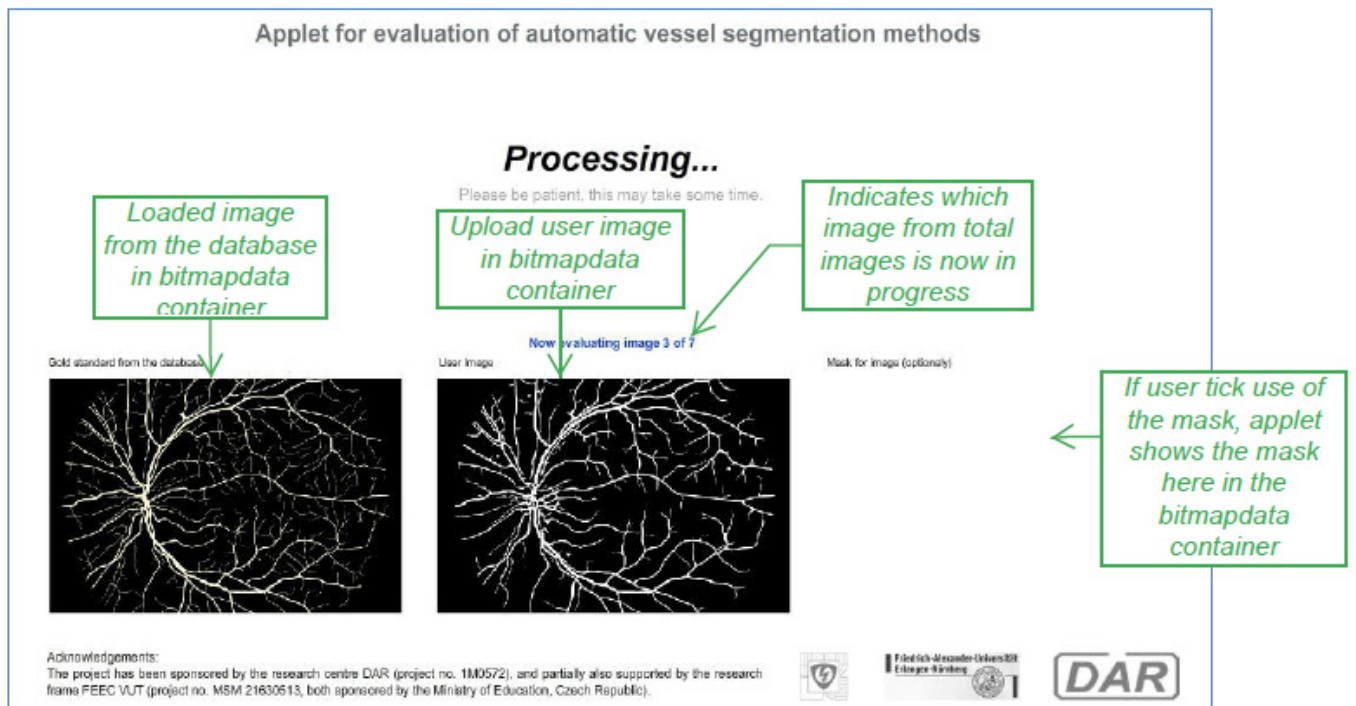 Applet for evaluation of automatic vessel segmentation methods
Processing...
Please be patient, this may take some time.
Loaded image
from the database
in bitmapdata
container
Upload user image
in bitmapdata
container
Indicates which
image from total
images is now in
progress
Now evaluating image 3 of 7
Gold standard from the database
User image
Mask for image (optionaly)
If user tick use of
the mask, applet
shows the mask
here in the
bitmapdata
container
Acknowledgements:
The project has been sponsored by the research centre DAR (project no. 1M0572), and partially also supported by the research
frame FEEC VUT (project no. MSM 21630513, both sponsored by the Ministry of Education, Czech Republic).
Friedrich-Alexander-Universität
Erlangen-Nürnberg
DAR